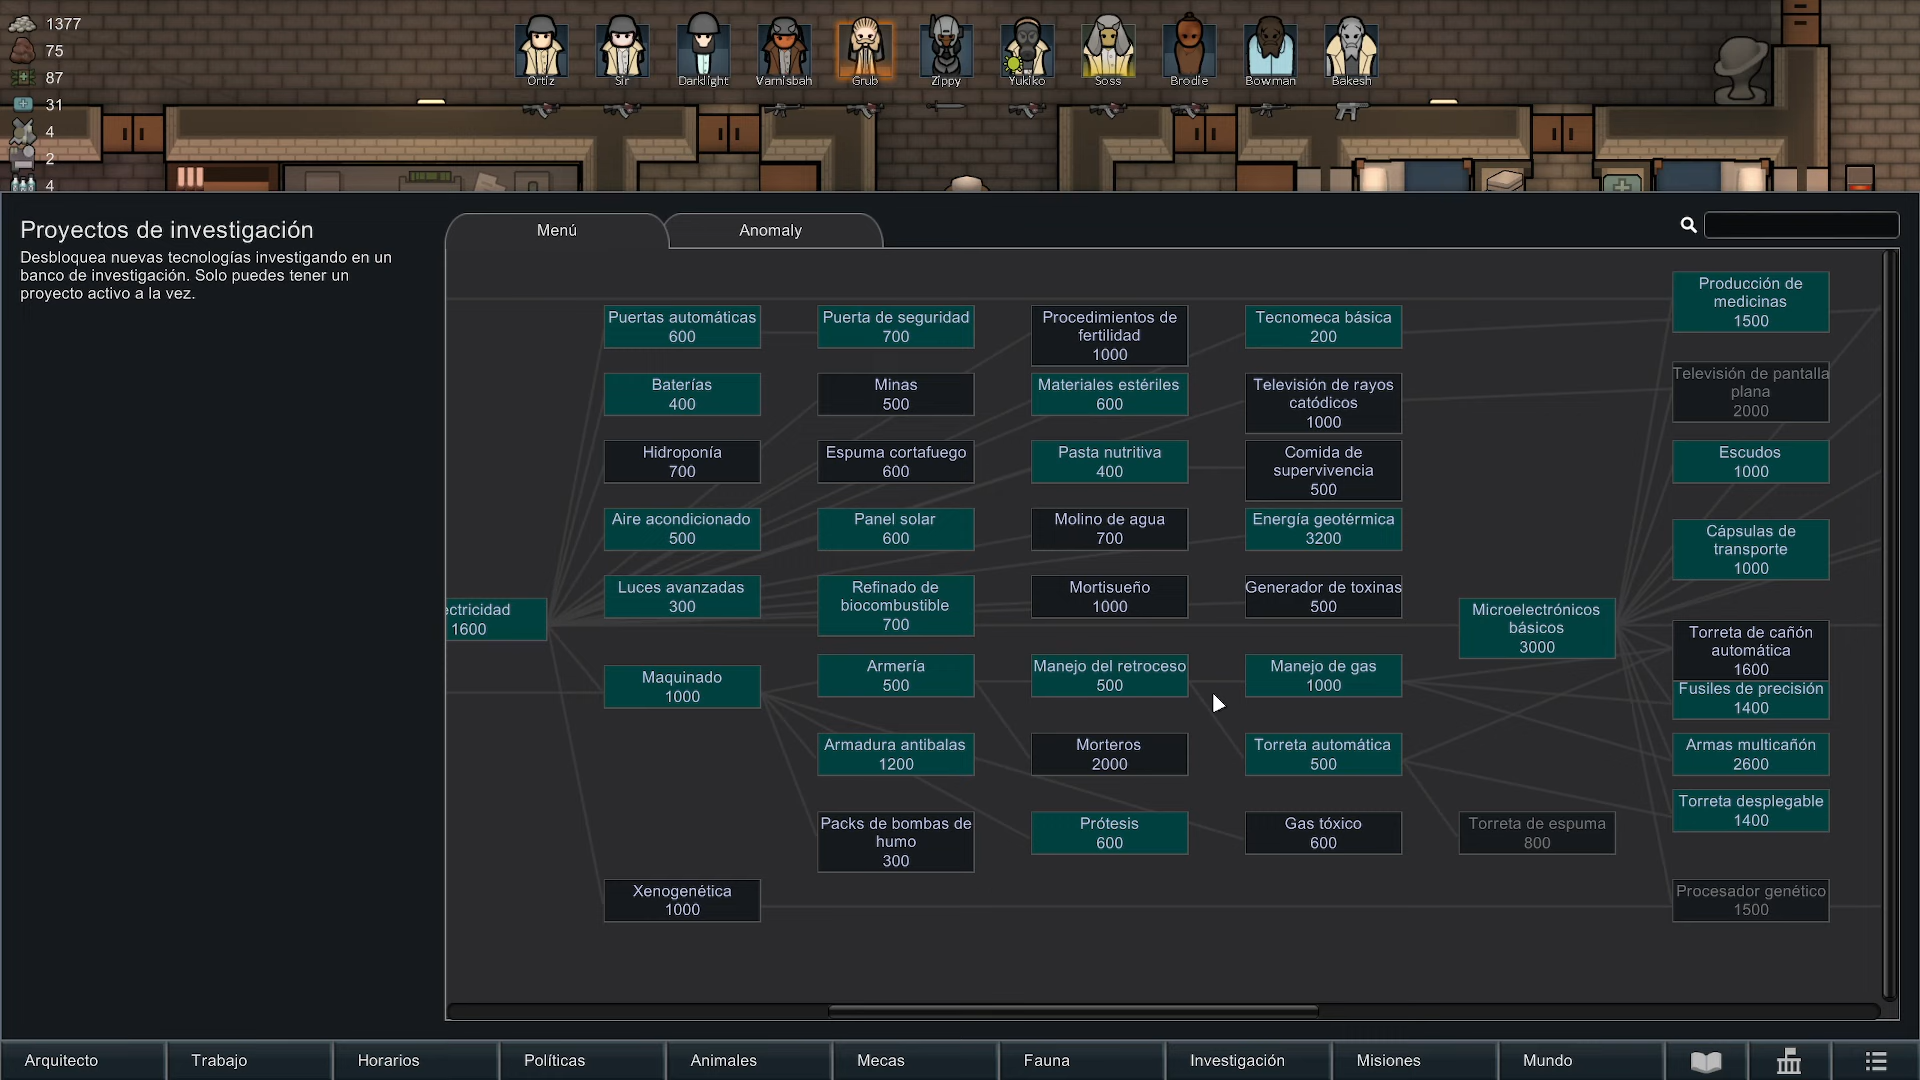 1377
75
87
31
4
2
4
Ortiz
Sir
Darklight
Varnisbah
Grub
Zippy
Yukiko
Soss
Brodie
Bowman
Bakesh
Proyectos de investigación
Desbloquea nuevas tecnologías investigando en un
banco de investigación. Solo puedes tener un
proyecto activo a la vez.
Menú
Anomaly
ectricidad
1600
Puertas automáticas
600
Baterías
400
Hidroponía
700
Aire acondicionado
500
Luces avanzadas
300
Maquinado
1000
Xenogenética
1000
Puerta de seguridad
700
Minas
500
Espuma cortafuego
600
Panel solar
600
Refinado de
biocombustible
700
Armería
500
Armadura antibalas
1200
Packs de bombas de
humo
300
Procedimientos de
fertilidad
1000
Materiales estériles
600
Pasta nutritiva
400
Molino de agua
700
Mortisueño
1000
Manejo del retroceso
500
Morteros
2000
Prótesis
600
Tecnomeca básica
200
Televisión de rayos
catódicos
1000
Comida de
supervivencia
500
Energía geotérmica
3200
Generador de toxinas
500
Manejo de gas
1000
Torreta automática
500
Gas tóxico
600
Microelectrónicos
básicos
3000
Torreta de espuma
800
Producción de
medicinas
1500
Televisión de pantalla
plana
2000
Escudos
1000
Cápsulas de
transporte
1000
Torreta de cañón
automática
1600
Fusiles de precisión
1400
Armas multicañón
2600
Torreta desplegable
1400
Procesador genético
1500
Arquitecto
Trabajo
Horarios
Políticas
Animales
Mecas
Fauna
Investigación
Misiones
Mundo